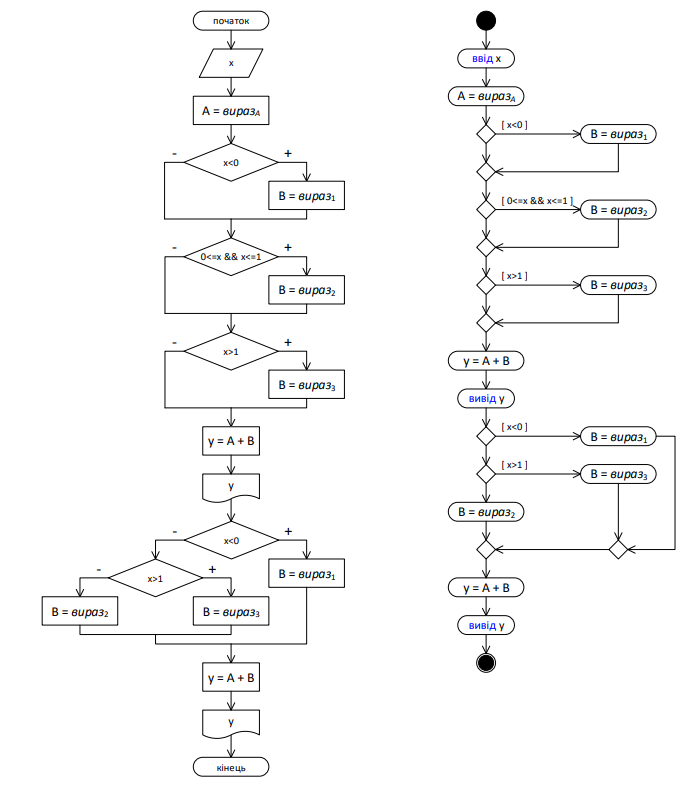 початок
x
A = виразA
x<0
-
+
B = вираз1
0<=x && x<=1
-
+
B = вираз2
x>1
-
+
B = вираз3
y = A + B
y
x<0
-
+
B = вираз1
x>1
-
+
B = вираз2
B = вираз3
y = A + B
y
кінець
ввід x
A = виразA
[ x<0 ]
B = вираз1
[ 0<=x && x<=1 ]
B = вираз2
[ x>1 ]
B = вираз3
y = A + B
вивід y
[ x<0 ]
B = вираз1
[ x>1 ]
B = вираз3
B = вираз2
y = A + B
вивід y